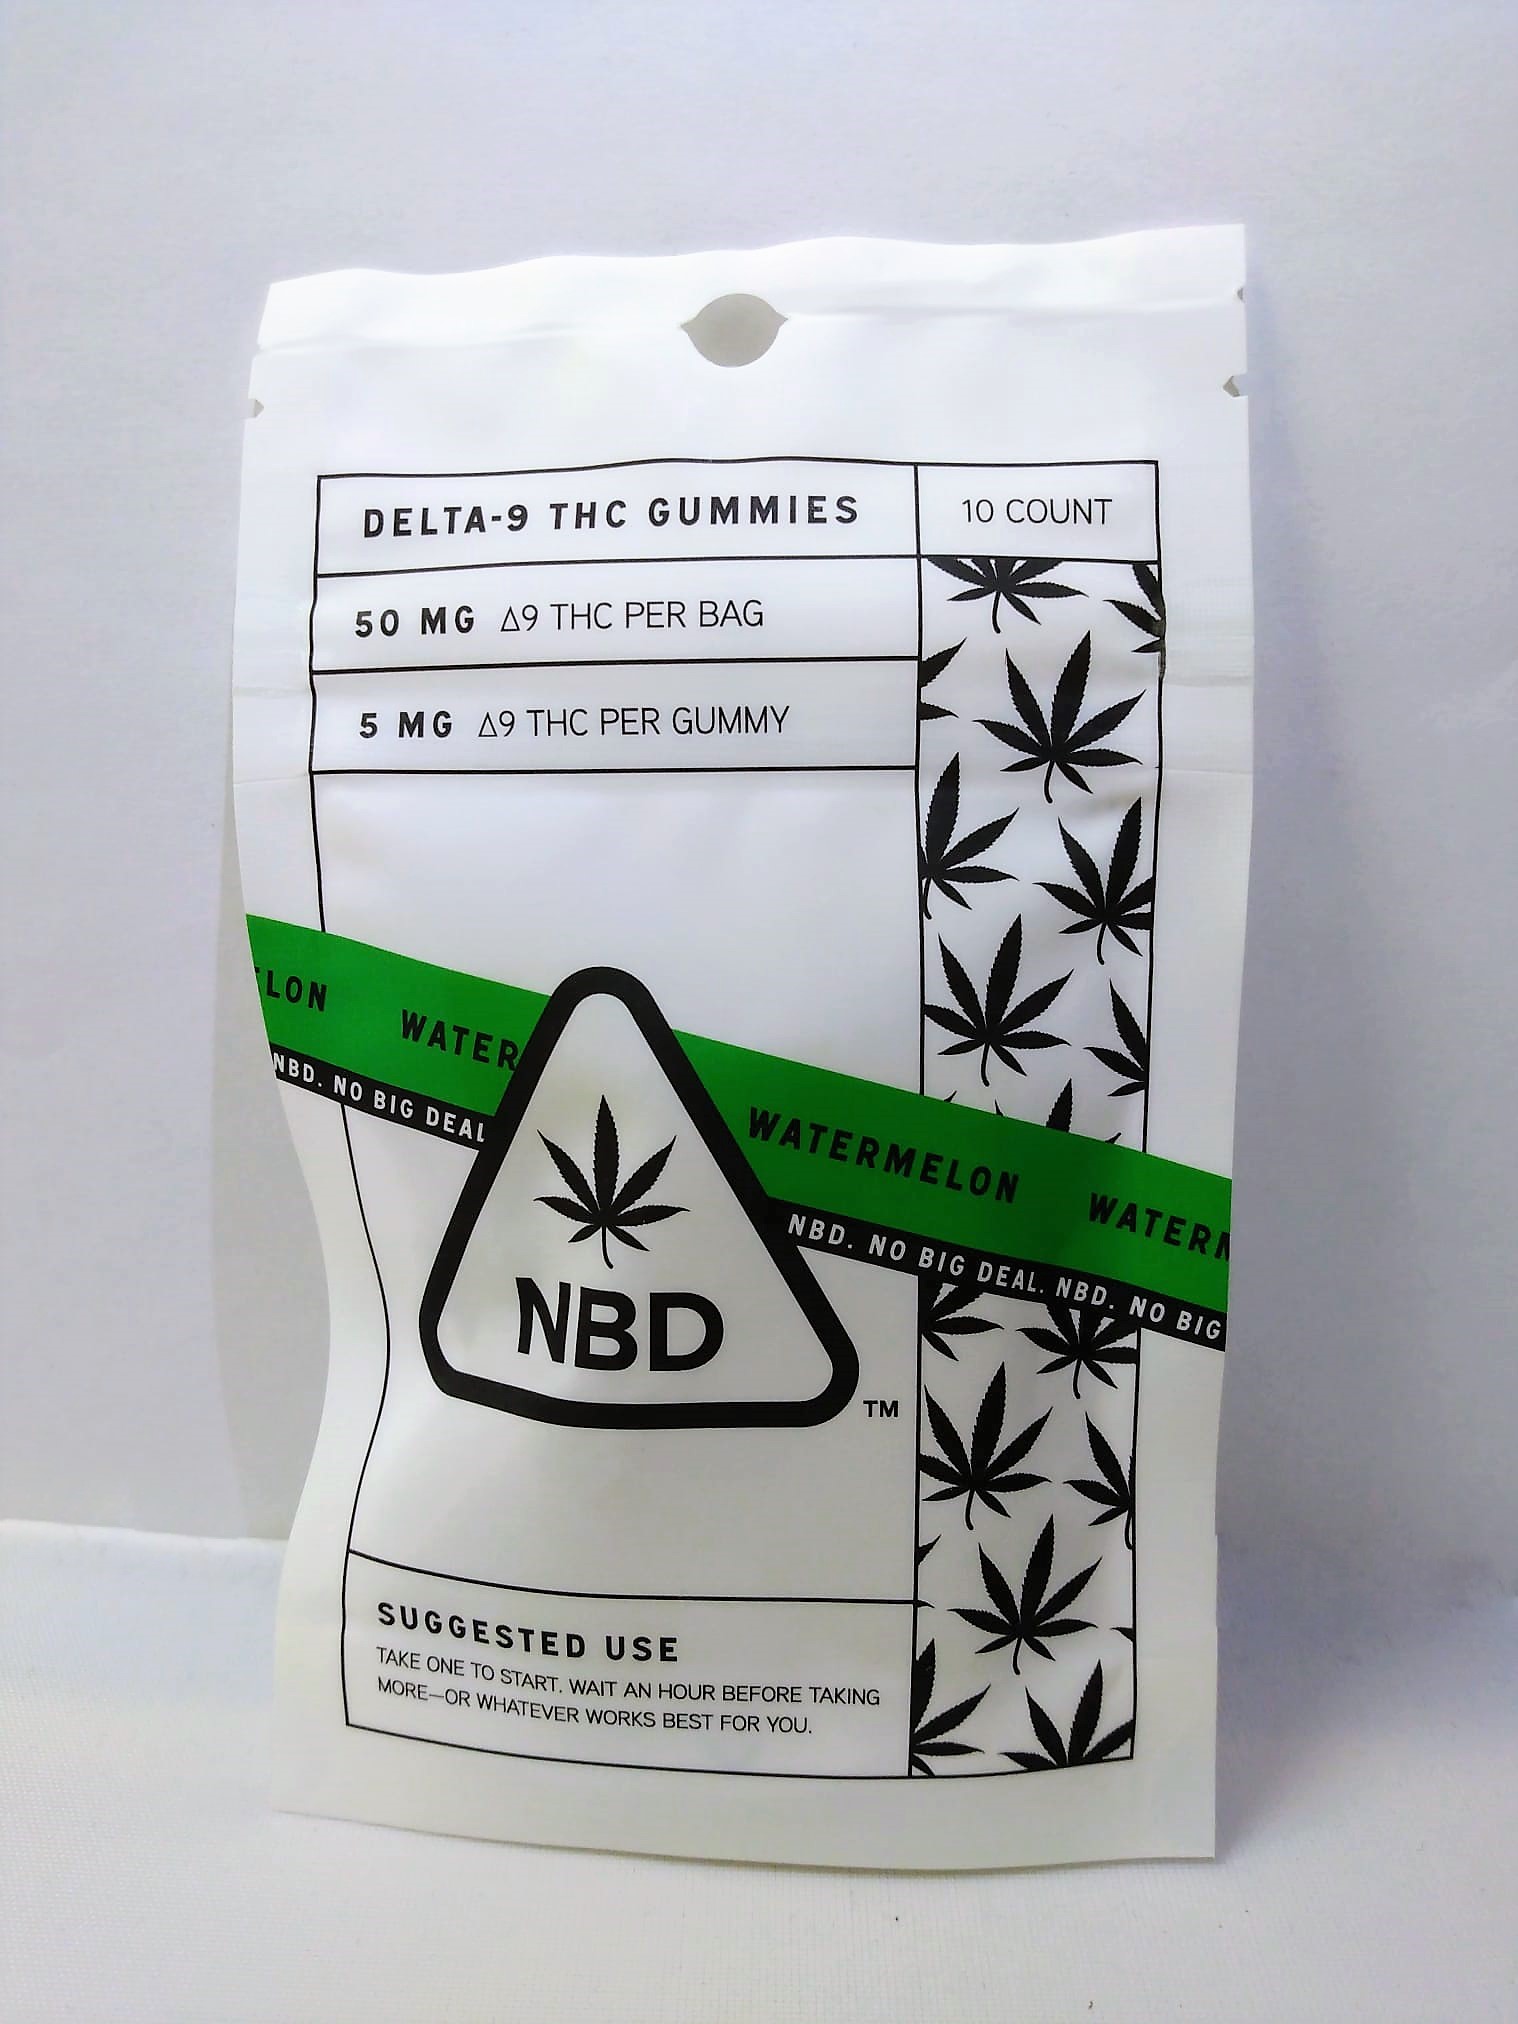 DELTA-9 THC GUMMIES
10 COUNT
50 MG Δ9 THC PER BAG
5 MG Δ9 THC PER GUMMY
LON WATER WATERMELON WATERM
NBD. NO BIG DEAL NBD. NO BIG DEAL. NBD. NO BIG
NBD
TM
SUGGESTED USE
TAKE ONE TO START. WAIT AN HOUR BEFORE TAKING
MORE—OR WHATEVER WORKS BEST FOR YOU.